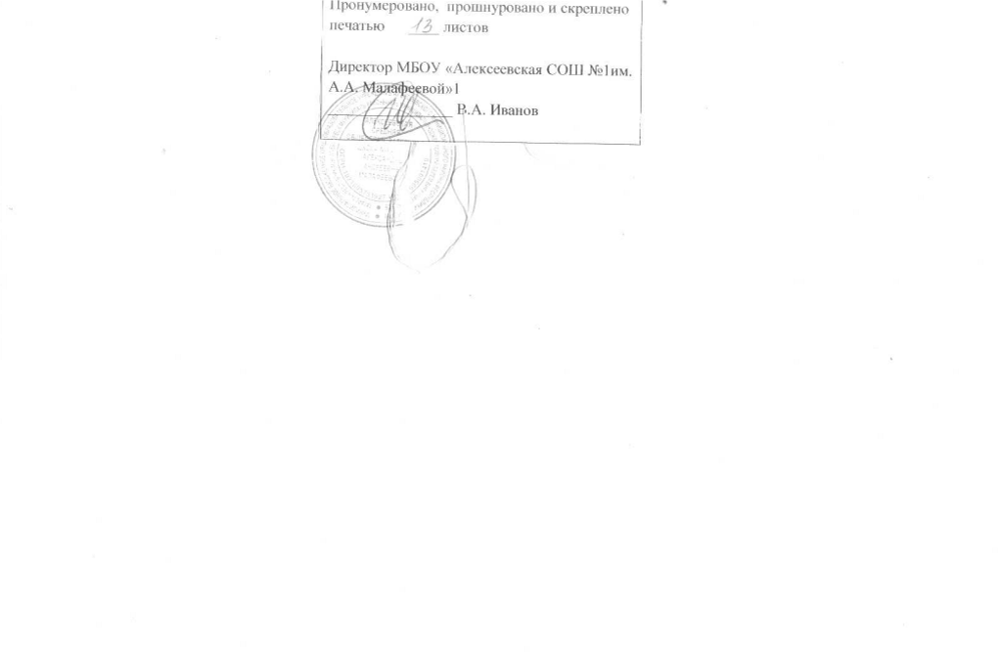 Пронумеровано, прошнуровано и скреплено
печатью 13 листов
Директор МБОУ «Алексеевская СОШ №1им.
А.А. Малафеевой»1
В.А. Иванов